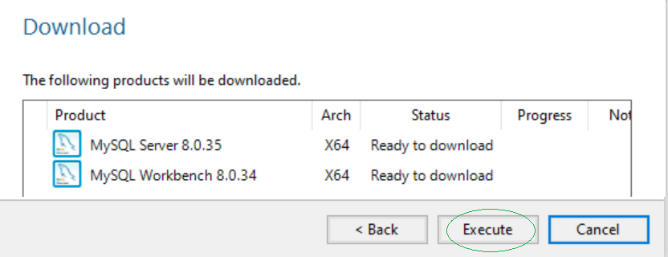 Download
The following products will be downloaded.
Product Arch Status Progress Not
MySQL Server 8.0.35 X64 Ready to download
MySQL Workbench 8.0.34 X64 Ready to download
< Back Execute Cancel